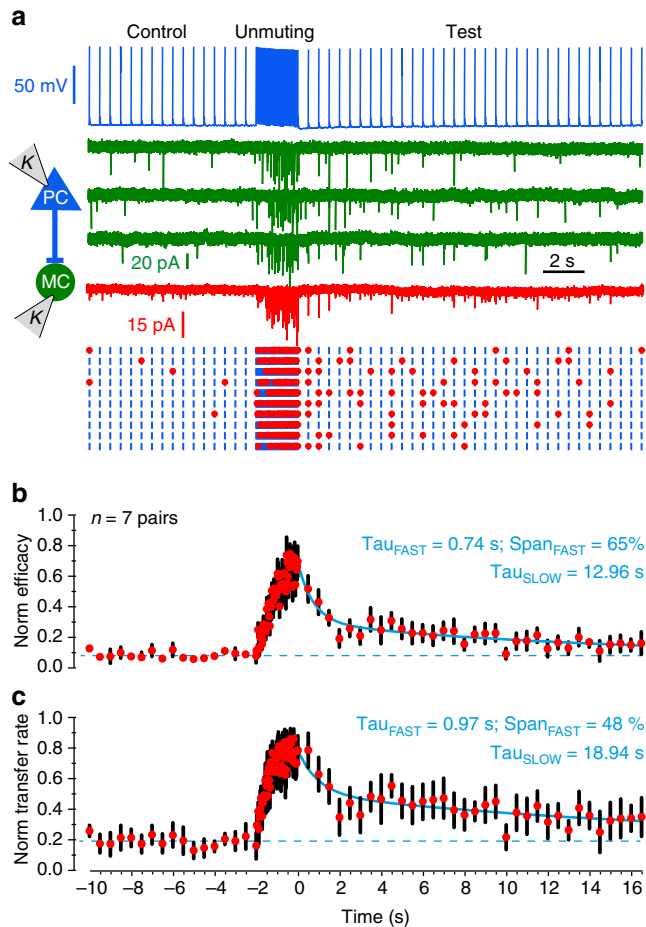 a
Control Unmuting Test
50 mV
K
PC
MC
K
20 pA
2 s
15 pA
b
n = 7 pairs
Tau_FAST = 0.74 s; Span_FAST = 65%
Tau_SLOW = 12.96 s
Norm efficacy
1.0
0.8
0.6
0.4
0.2
0.0
c
Tau_FAST = 0.97 s; Span_FAST = 48 %
Tau_SLOW = 18.94 s
Norm transfer rate
1.0
0.8
0.6
0.4
0.2
0.0
−10 −8 −6 −4 −2 0 2 4 6 8 10 12 14 16
Time (s)